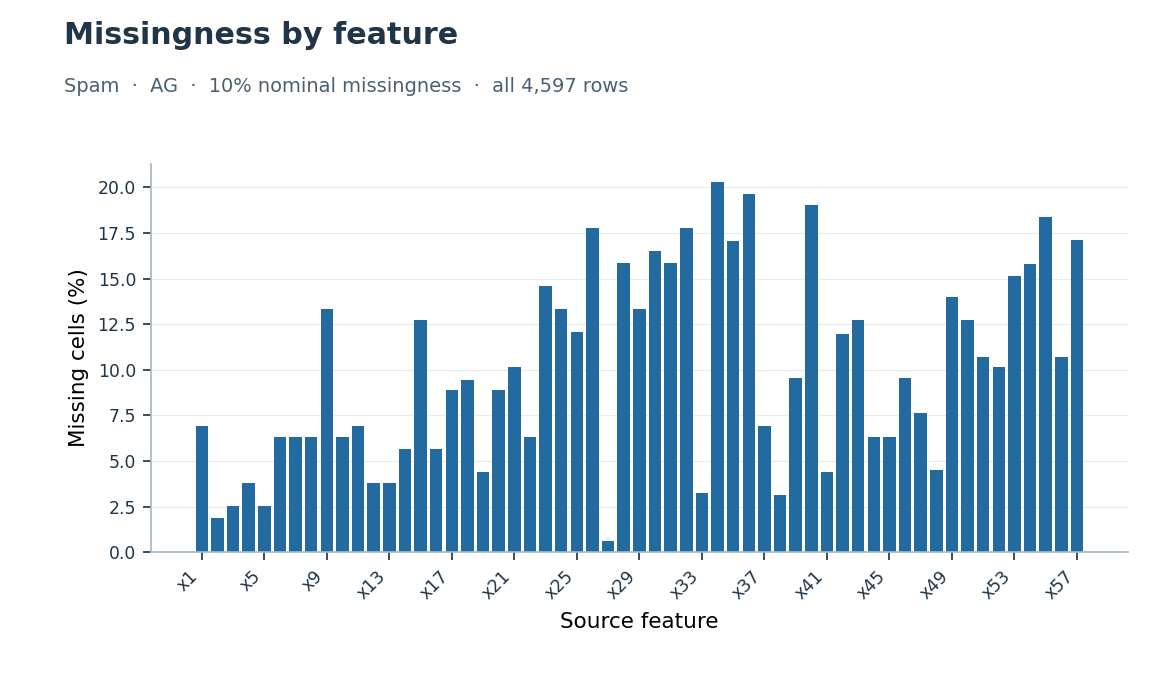 Missingness by feature
Spam · AG · 10% nominal missingness · all 4,597 rows
Missing cells (%)
20.0
17.5
15.0
12.5
10.0
7.5
5.0
2.5
0.0
x1 x5 x9 x13 x17 x21 x25 x29 x33 x37 x41 x45 x49 x53 x57
Source feature